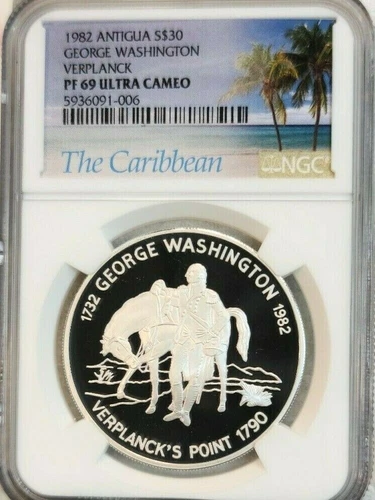 1982 ANTIGUA S$30
GEORGE WASHINGTON
VERPLANCK
PF 69 ULTRA CAMEO
5936091-006
The Caribbean
NGC
1732 GEORGE WASHINGTON 1982
VERPLANCK'S POINT 1790